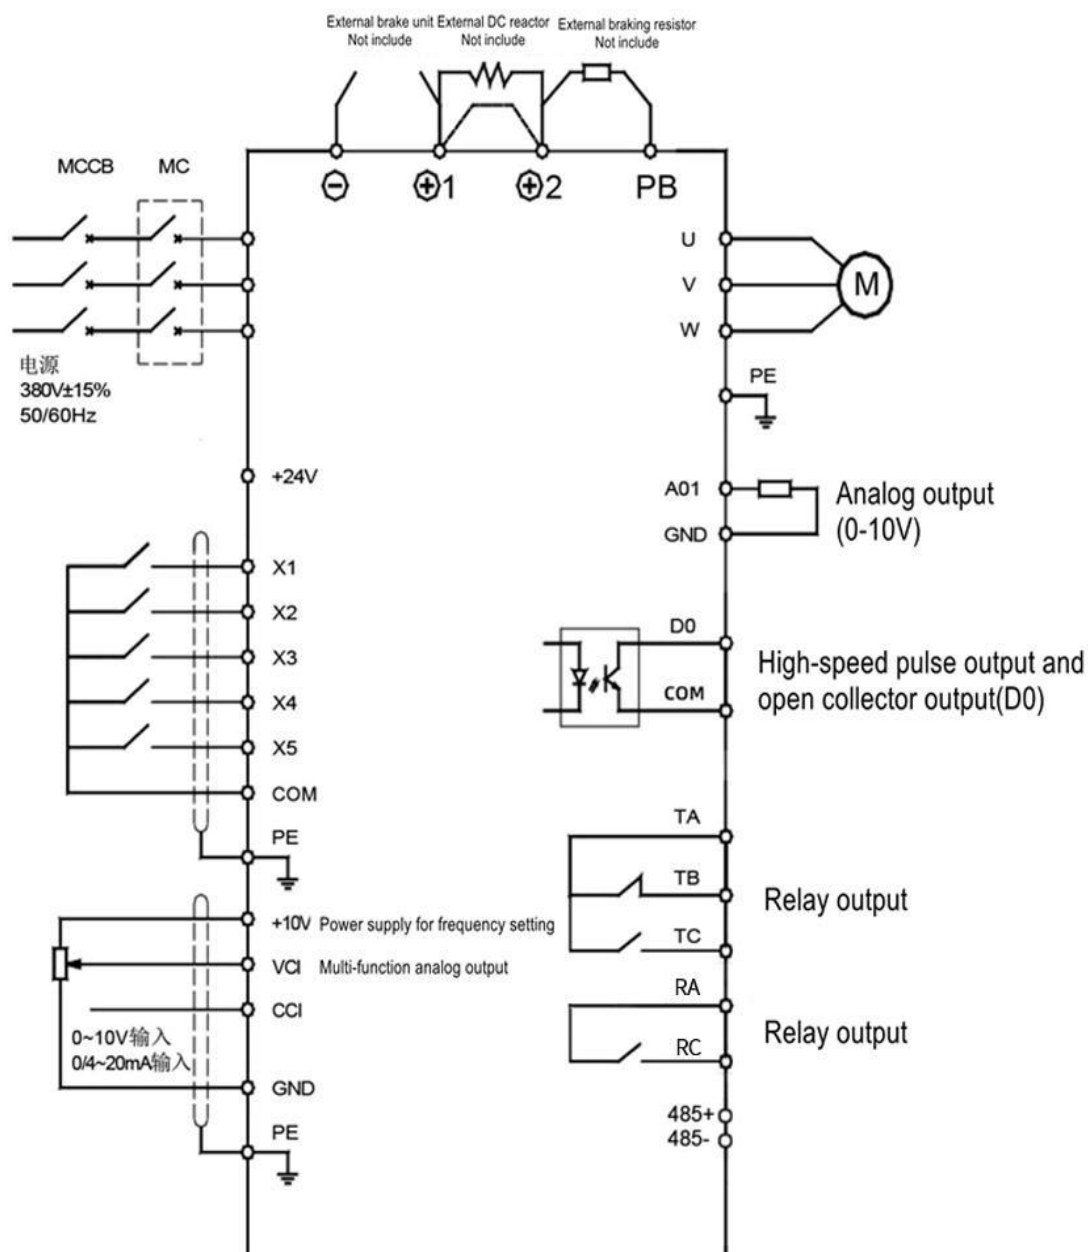 External brake unit External DC reactor External braking resistor
Not include Not include Not include
MCCB MC
⊖ ⊕1 ⊕2 PB
U
V
W
M
电源
380V±15%
50/60Hz
PE
+24V
A01
GND
Analog output
(0-10V)
X1
X2
X3
X4
X5
COM
PE
D0
COM
High-speed pulse output and
open collector output(D0)
TA
TB
TC
Relay output
+10V Power supply for frequency setting
VCI Multi-function analog output
CCI
0~10V输入
0/4~20mA输入
GND
PE
RA
RC
Relay output
485+
485-